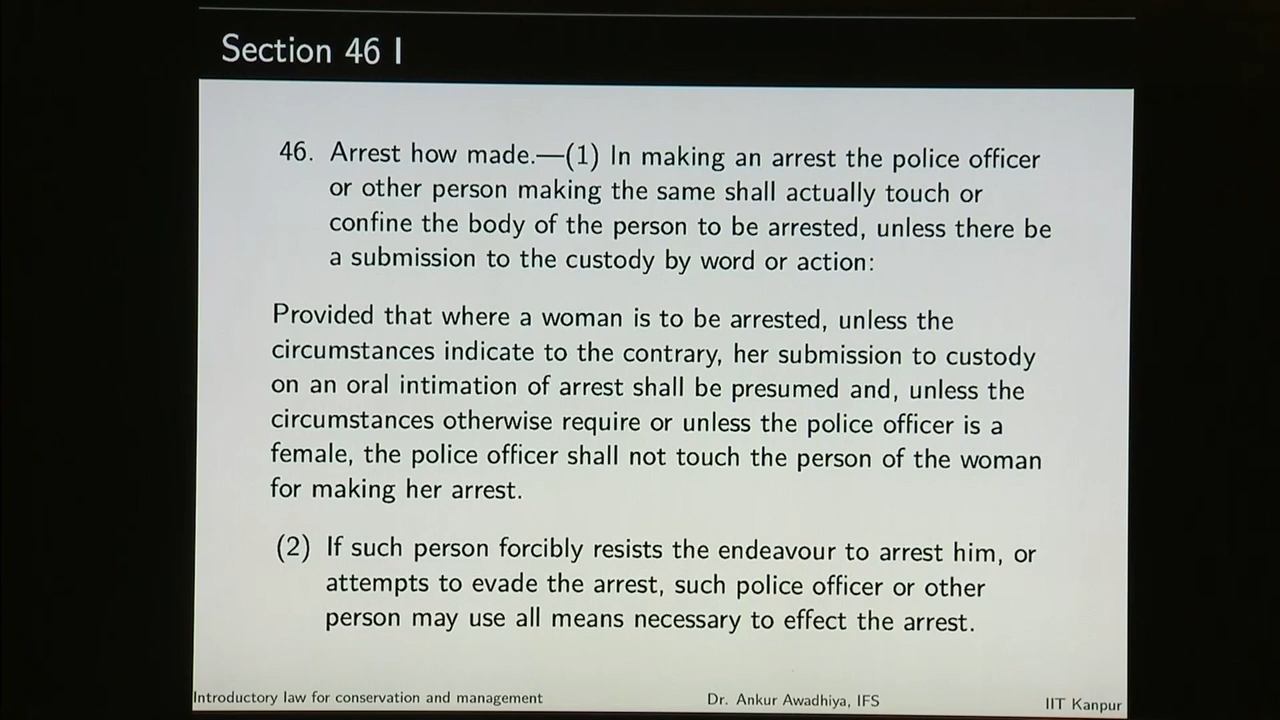 Section 46 I
46. Arrest how made.—(1) In making an arrest the police officer
or other person making the same shall actually touch or
confine the body of the person to be arrested, unless there be
a submission to the custody by word or action:
Provided that where a woman is to be arrested, unless the
circumstances indicate to the contrary, her submission to custody
on an oral intimation of arrest shall be presumed and, unless the
circumstances otherwise require or unless the police officer is a
female, the police officer shall not touch the person of the woman
for making her arrest.
(2) If such person forcibly resists the endeavour to arrest him, or
attempts to evade the arrest, such police officer or other
person may use all means necessary to effect the arrest.
Introductory law for conservation and management Dr. Ankur Awadhiya, IFS IIT Kanpur